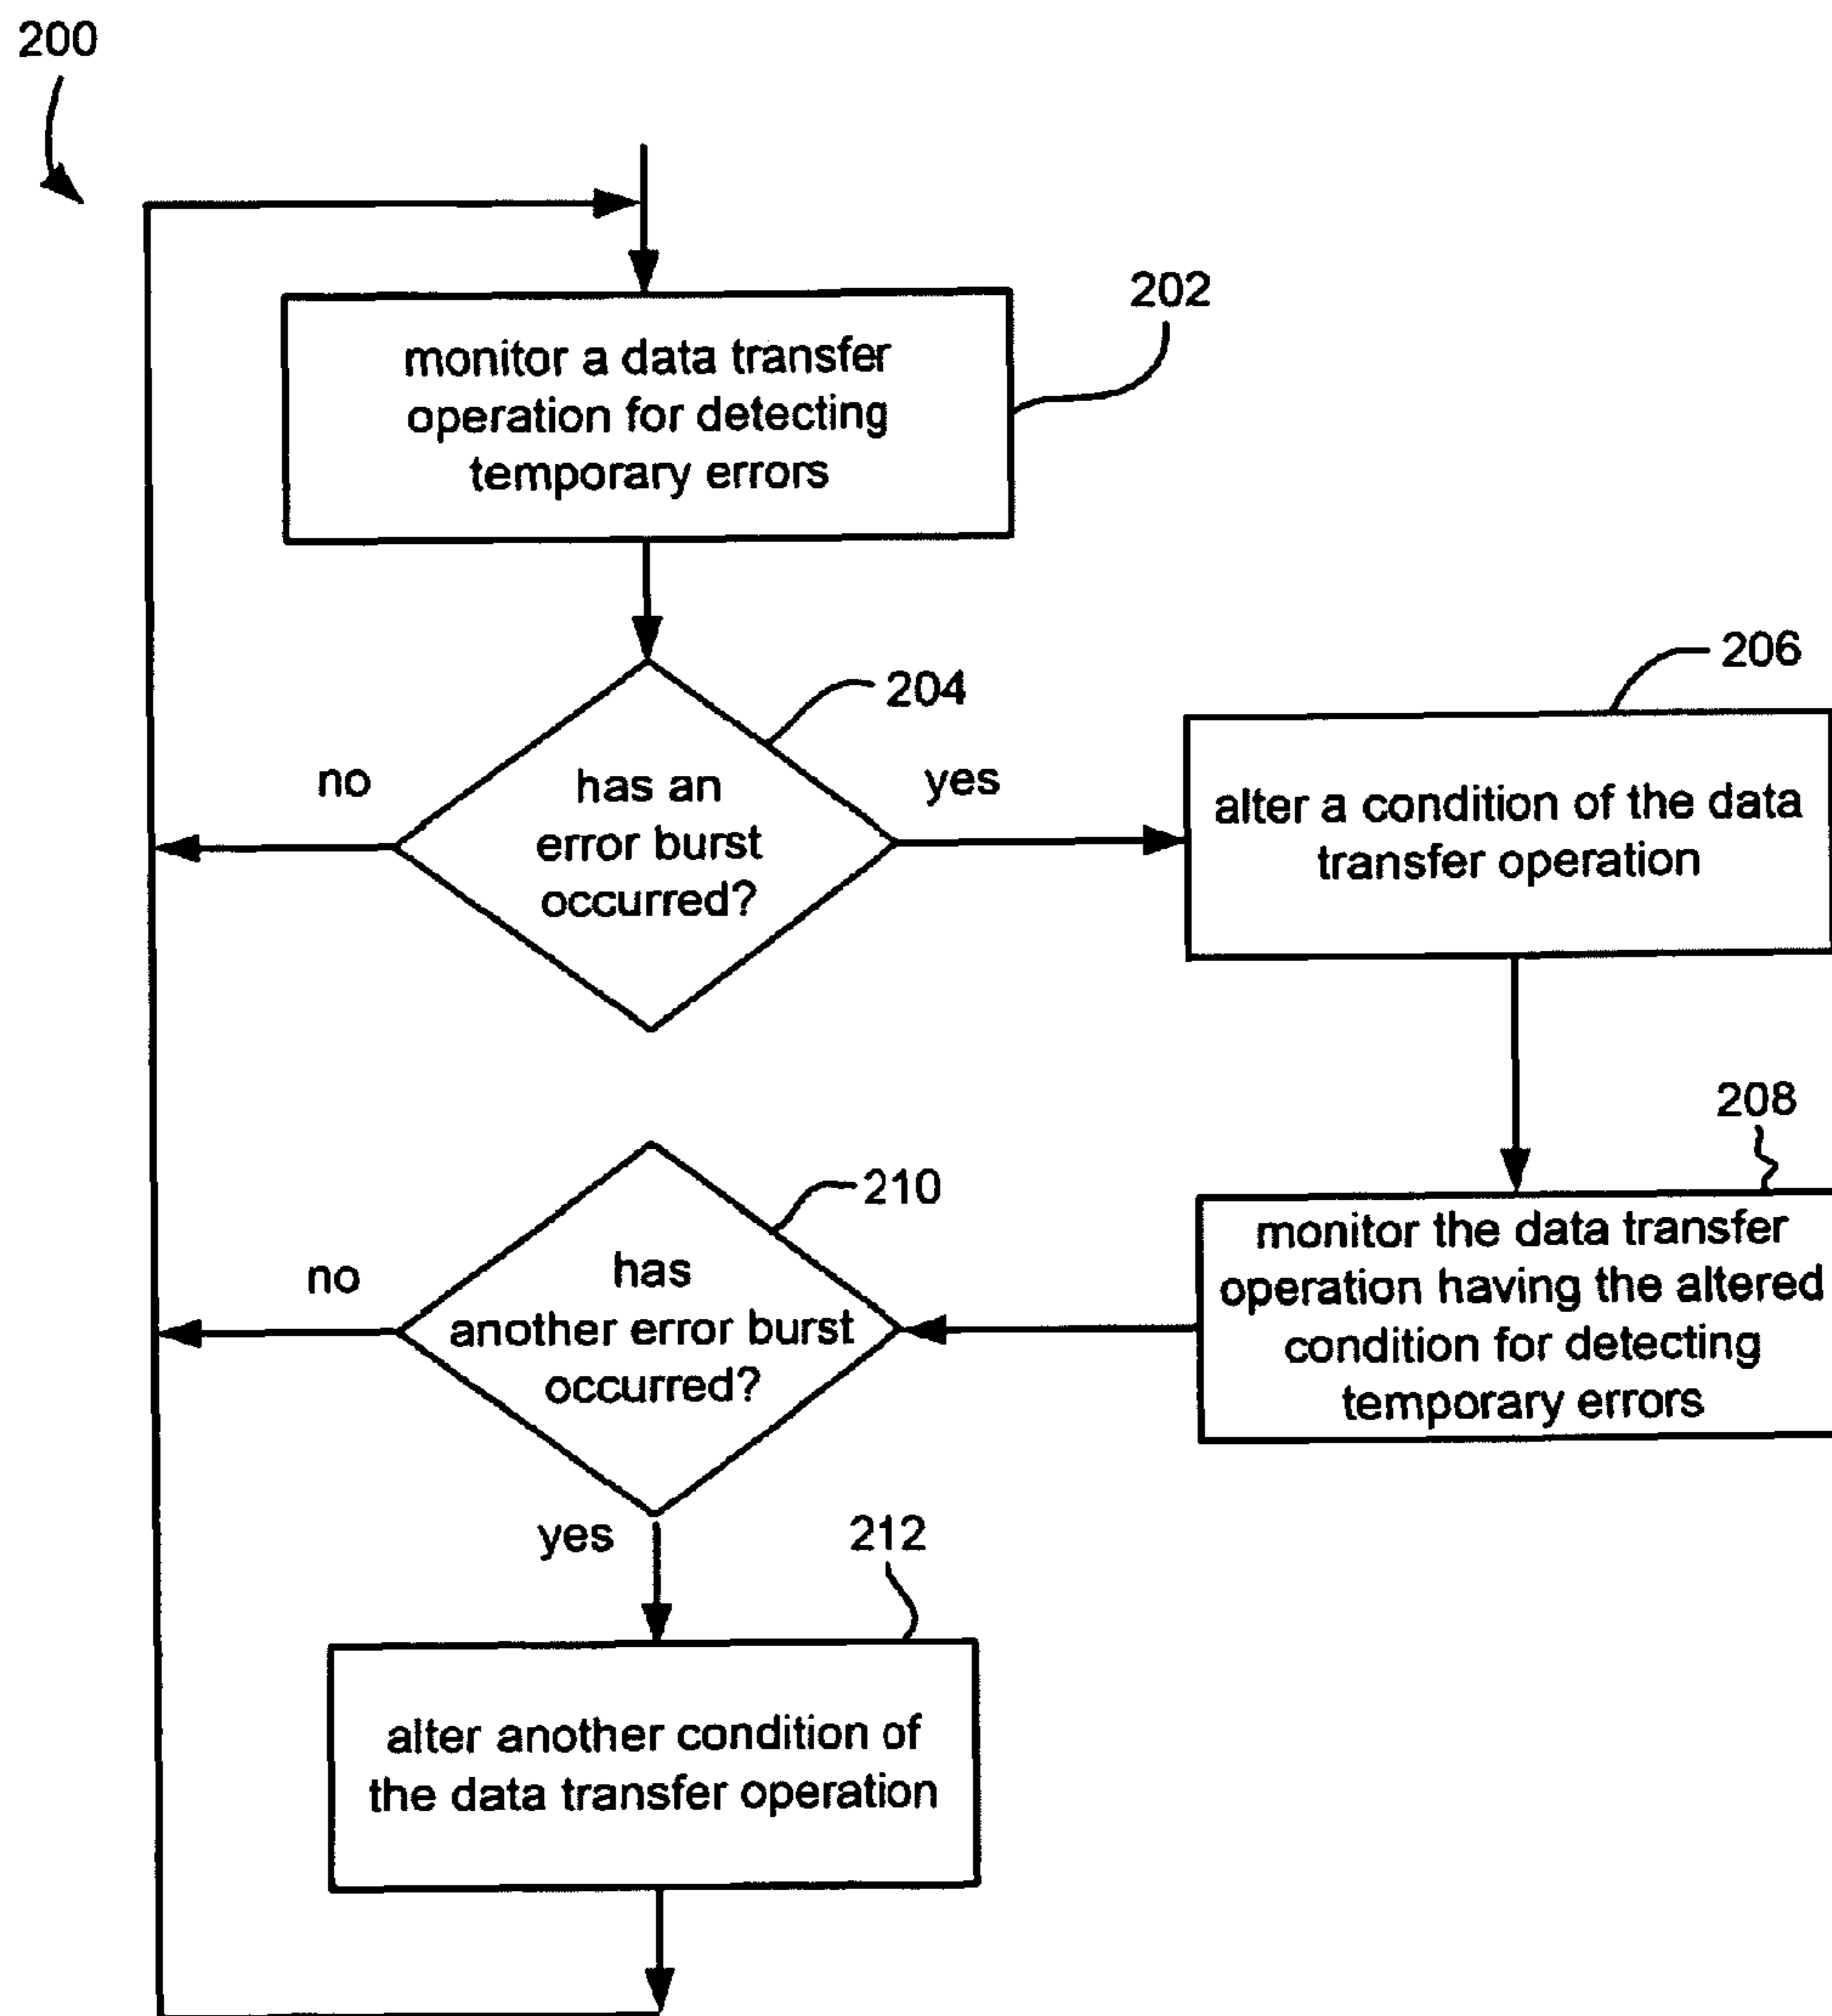 200
202
monitor a data transfer
operation for detecting
temporary errors
204
206
no
has an
error burst
occurred?
yes
alter a condition of the data
transfer operation
208
210
no
has
another error burst
occurred?
monitor the data transfer
operation having the altered
condition for detecting
temporary errors
yes
212
alter another condition of
the data transfer operation